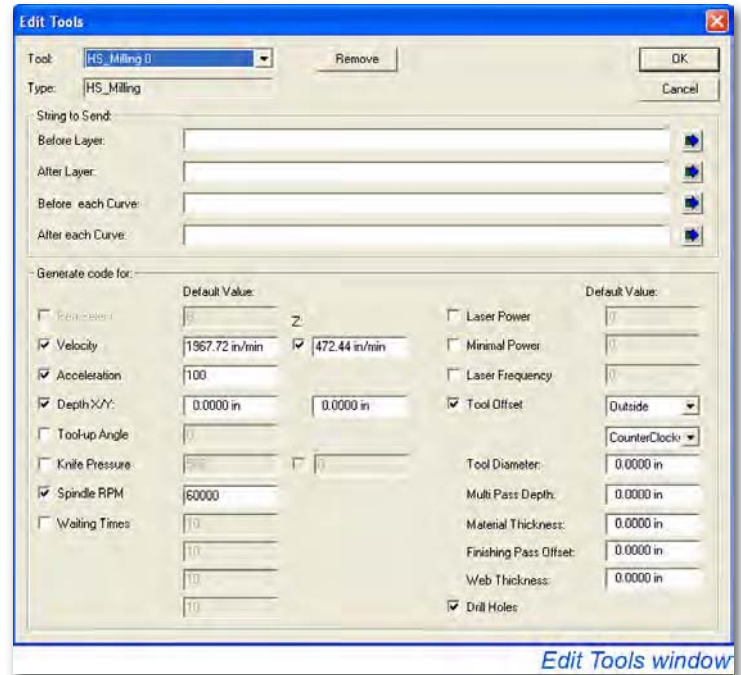 Edit Tools
Tool: HS_Milling 0 Remove OK
Type: HS_Milling Cancel
String to Send:
Before Layer:
After Layer:
Before each Curve:
After each Curve:
Generate code for:
Default Value: Default Value:
Z: Laser Power 0
Velocity 1967.72 in/min 472.44 in/min Minimal Power 0
Acceleration 100 Laser Frequency 0
Depth X/Y: 0.0000 in 0.0000 in Tool Offset Outside
Tool-up Angle 0 CounterClock
Knife Pressure 0 Tool Diameter: 0.0000 in
Spindle RPM 60000 Multi Pass Depth: 0.0000 in
Waiting Times 10 Material Thickness: 0.0000 in
10 Finishing Pass Offset: 0.0000 in
10 Web Thickness: 0.0000 in
10 Drill Holes
Edit Tools window